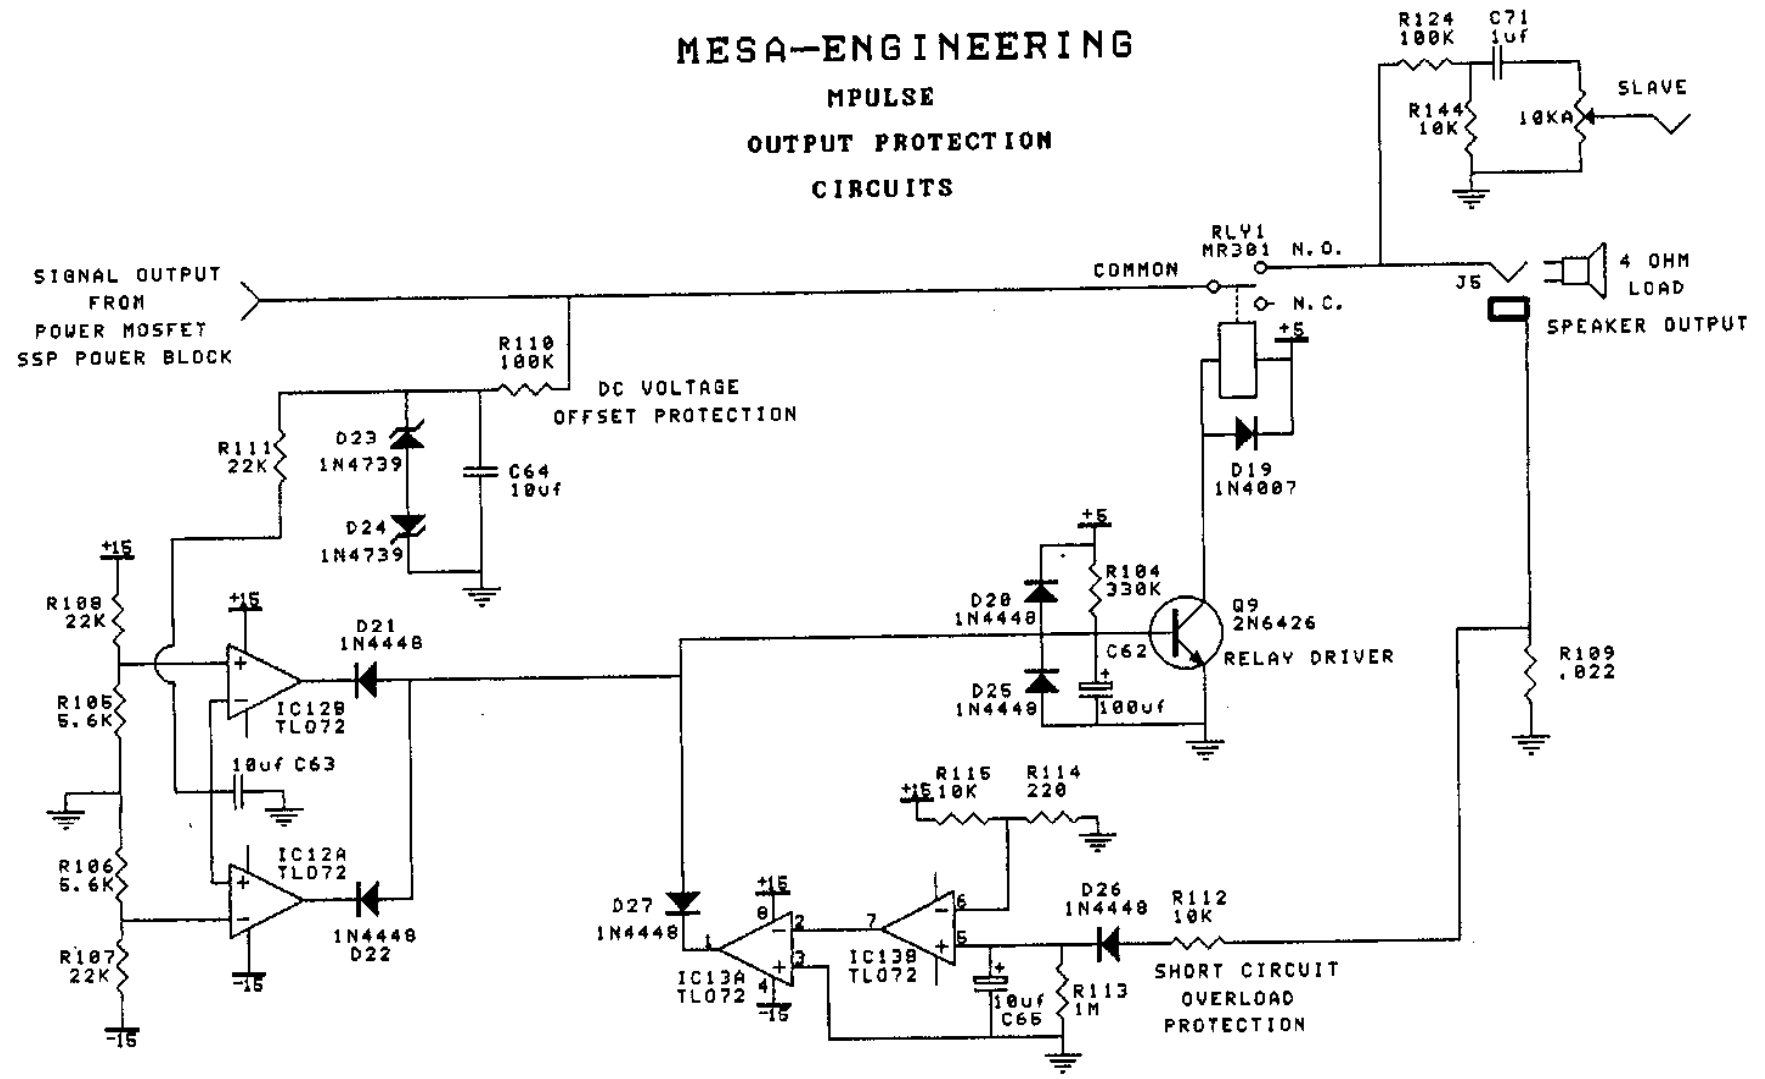 MESA-ENGINEERING
MPULSE
OUTPUT PROTECTION
CIRCUITS
R124
100K
C71
1uf
R144
10K
10KA
SLAVE
SIGNAL OUTPUT
FROM
POWER MOSFET
SSP POWER BLOCK
COMMON
RLY1
MR301
N.O.
N.C.
+5
J5
4 OHM
LOAD
SPEAKER OUTPUT
R110
100K
DC VOLTAGE
OFFSET PROTECTION
R111
22K
D23
1N4739
D24
1N4739
C64
10uf
D19
1N4007
+15
R108
22K
R105
5.6K
R106
5.6K
R107
22K
-15
+15
+
-
IC12B
TL072
D21
1N4448
10uf C63
IC12A
TL072
+
-
-15
1N4448
D22
+5
D20
1N4448
R104
330K
D25
1N4448
C62
+
100uf
Q9
2N6426
RELAY DRIVER
R109
.022
+15
R115
10K
R114
220
D27
1N4448
+15
8
1
2
-
3
+
4
-15
IC13A
TL072
7
6
-
5
+
IC13B
TL072
D26
1N4448
R112
10K
+
10uf
C65
R113
1M
SHORT CIRCUIT
OVERLOAD
PROTECTION